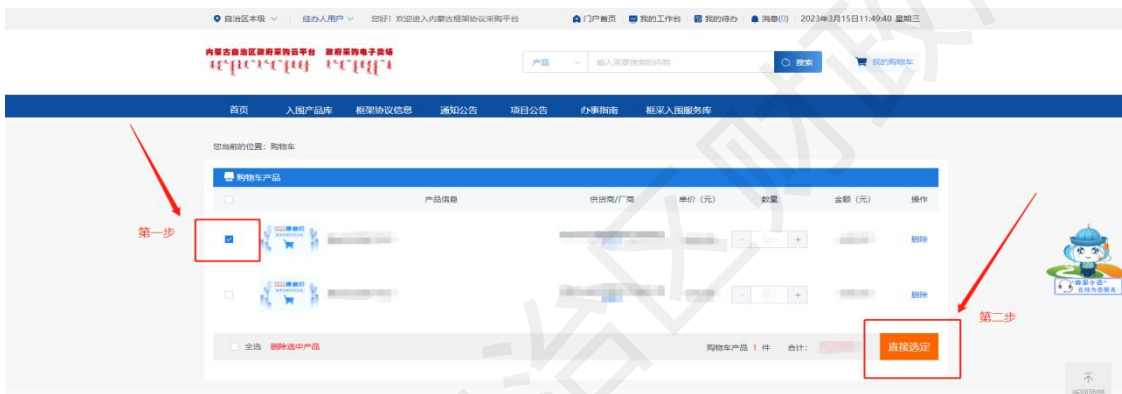 自治区本级 经办人用户 您好！欢迎进入内蒙古框架协议采购平台 门户首页 我的工作台 我的待办 消息(0) 2023年3月15日11:49:40 星期三
内蒙古自治区政府采购云平台 政府采购电子卖场
产品 输入需要搜索的内容 搜索 我的购物车
首页 入围产品库 框架协议信息 通知公告 项目公告 办事指南 框采入围服务库
您当前的位置：购物车
购物车产品
产品信息 供货商/厂商 单价（元） 数量 金额（元） 操作
第一步
- + 删除
- + 删除
第二步
全选 删除选中产品 购物车产品 1 件 合计： 直接选定
返回顶部
自治区财政